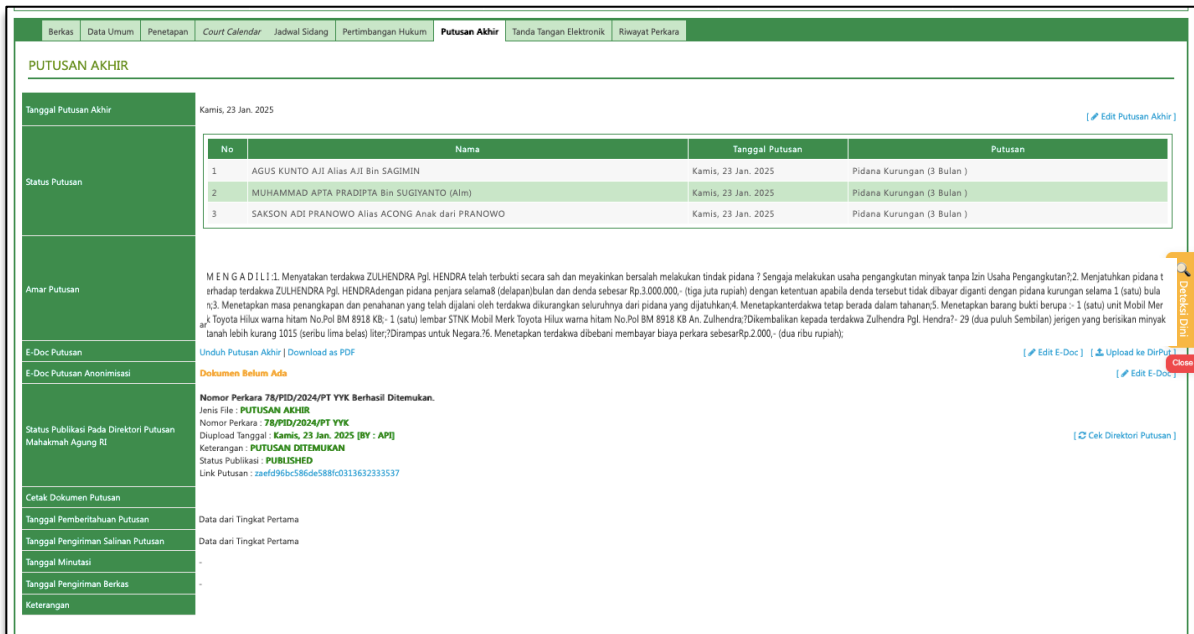 Berkas Data Umum Penetapan Court Calendar Jadwal Sidang Pertimbangan Hukum Putusan Akhir Tanda Tangan Elektronik Riwayat Perkara
PUTUSAN AKHIR
Tanggal Putusan Akhir Kamis, 23 Jan. 2025
[ Edit Putusan Akhir ]
Status Putusan
No Nama Tanggal Putusan Putusan
1 AGUS KUNTO AJI Alias AJI Bin SAGIMIN Kamis, 23 Jan. 2025 Pidana Kurungan (3 Bulan )
2 MUHAMMAD APTA PRADIPTA Bin SUGIYANTO (Alm) Kamis, 23 Jan. 2025 Pidana Kurungan (3 Bulan )
3 SAKSON ADI PRANOWO Alias ACONG Anak dari PRANOWO Kamis, 23 Jan. 2025 Pidana Kurungan (3 Bulan )
Amar Putusan
M E N G A D I L I :1. Menyatakan terdakwa ZULHENDRA Pgl. HENDRA telah terbukti secara sah dan meyakinkan bersalah melakukan tindak pidana ? Sengaja melakukan usaha pengangkutan minyak tanpa Izin Usaha Pengangkutan?;2. Menjatuhkan pidana t
erhadap terdakwa ZULHENDRA Pgl. HENDRAdengan pidana penjara selama8 (delapan)bulan dan denda sebesar Rp.3.000.000,- (tiga juta rupiah) dengan ketentuan apabila denda tersebut tidak dibayar diganti dengan pidana kurungan selama 1 (satu) bula
n;3. Menetapkan masa penangkapan dan penahanan yang telah dijalani oleh terdakwa dikurangkan seluruhnya dari pidana yang dijatuhkan;4. Menetapkanterdakwa tetap berada dalam tahanan;5. Menetapkan barang bukti berupa :- 1 (satu) unit Mobil Mer
k Toyota Hilux warna hitam No.Pol BM 8918 KB;- 1 (satu) lembar STNK Mobil Merk Toyota Hilux warna hitam No.Pol BM 8918 KB An. Zulhendra;?Dikembalikan kepada terdakwa Zulhendra Pgl. Hendra?- 29 (dua puluh Sembilan) jerigen yang berisikan minyak
ar
tanah lebih kurang 1015 (seribu lima belas) liter;?Dirampas untuk Negara.?6. Menetapkan terdakwa dibebani membayar biaya perkara sebesarRp.2.000,- (dua ribu rupiah);
E-Doc Putusan Unduh Putusan Akhir | Download as PDF [ Edit E-Doc ] [ Upload ke DirPut ]
E-Doc Putusan Anonimisasi Dokumen Belum Ada [ Edit E-Doc ]
Status Publikasi Pada Direktori Putusan
Mahakmah Agung RI
Nomor Perkara 78/PID/2024/PT YYK Berhasil Ditemukan.
Jenis File : PUTUSAN AKHIR
Nomor Perkara : 78/PID/2024/PT YYK
Diupload Tanggal : Kamis, 23 Jan. 2025 [BY : API]
Keterangan : PUTUSAN DITEMUKAN
Status Publikasi : PUBLISHED
Link Putusan : zaefd96bc586de588fc0313632333537
[ Cek Direktori Putusan ]
Cetak Dokumen Putusan
Tanggal Pemberitahuan Putusan Data dari Tingkat Pertama
Tanggal Pengiriman Salinan Putusan Data dari Tingkat Pertama
Tanggal Minutasi -
Tanggal Pengiriman Berkas -
Keterangan
Deteksi Dini
Close